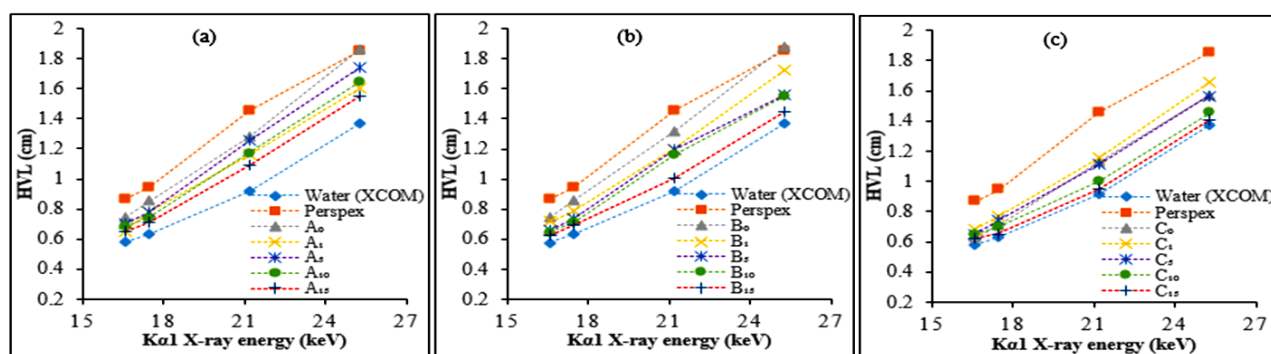 (a)
2
1.8
1.6
1.4
1.2
1
0.8
0.6
0.4
0.2
HVL (cm)
15 18 21 24 27
Kα1 X-ray energy (keV)
Water (XCOM)
Perspex
A₀
A₁
A₅
A₁₀
A₁₅
(b)
2
1.8
1.6
1.4
1.2
1
0.8
0.6
0.4
0.2
HVL (cm)
15 18 21 24 27
Kα1 X-ray energy (keV)
Water (XCOM)
Perspex
B₀
B₁
B₅
B₁₀
B₁₅
(c)
2
1.8
1.6
1.4
1.2
1
0.8
0.6
0.4
0.2
HVL (cm)
15 18 21 24 27
Kα1 X-ray energy (keV)
Water (XCOM)
Perspex
C₀
C₁
C₅
C₁₀
C₁₅